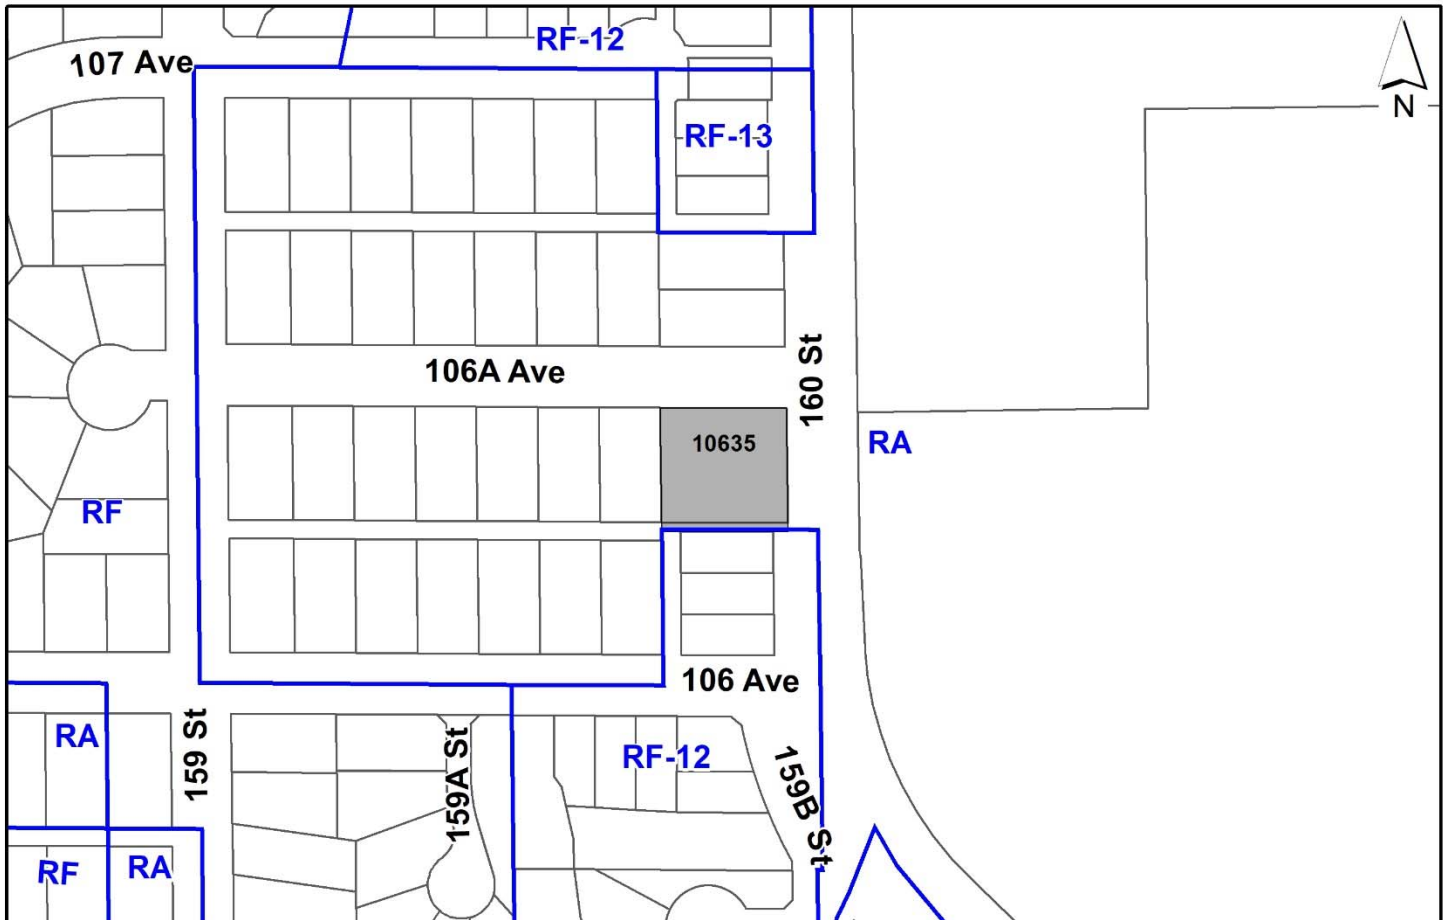 RF-12
107 Ave
N
RF-13
160 St
106A Ave
10635
RA
RF
106 Ave
159 St
RA
159A St
RF-12
159B St
RF
RA